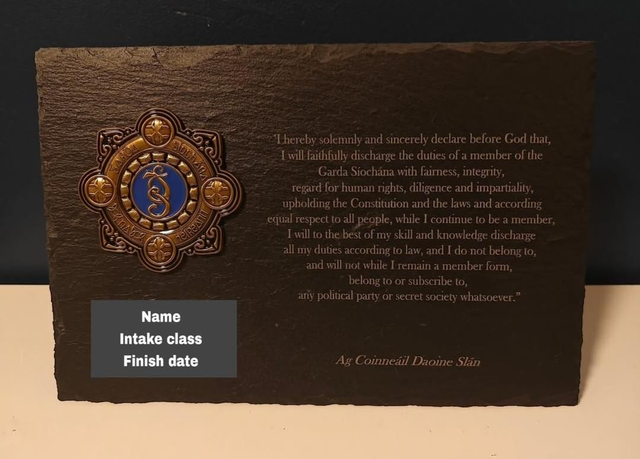 "I hereby solemnly and sincerely declare before God that,
I will faithfully discharge the duties of a member of the
Garda Síochána with fairness, integrity,
regard for human rights, diligence and impartiality,
upholding the Constitution and the laws and according
equal respect to all people, while I continue to be a member,
I will to the best of my skill and knowledge discharge
all my duties according to law, and I do not belong to,
and will not while I remain a member form,
belong to or subscribe to,
any political party or secret society whatsoever."
Name
Intake class
Finish date
Ag Coinneáil Daoine Slán